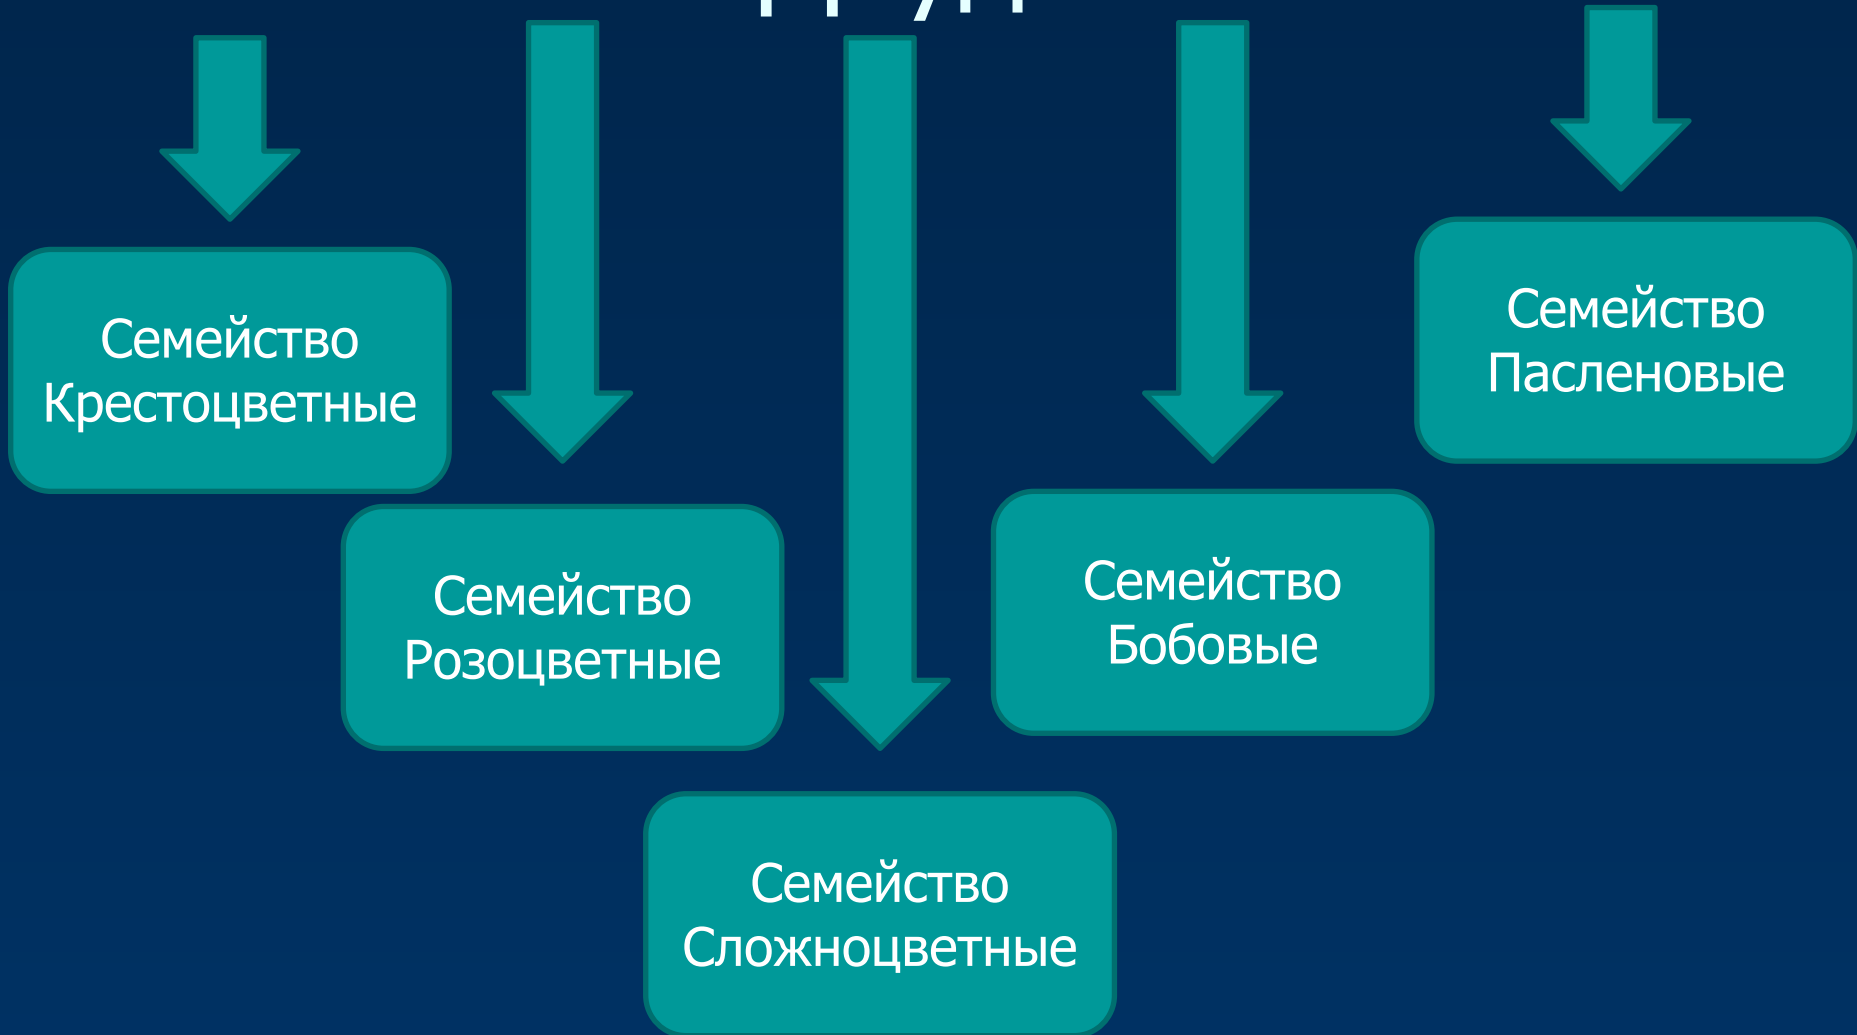 Семейство
Крестоцветные
Семейство
Розоцветные
Семейство
Сложноцветные
Семейство
Бобовые
Семейство
Пасленовые